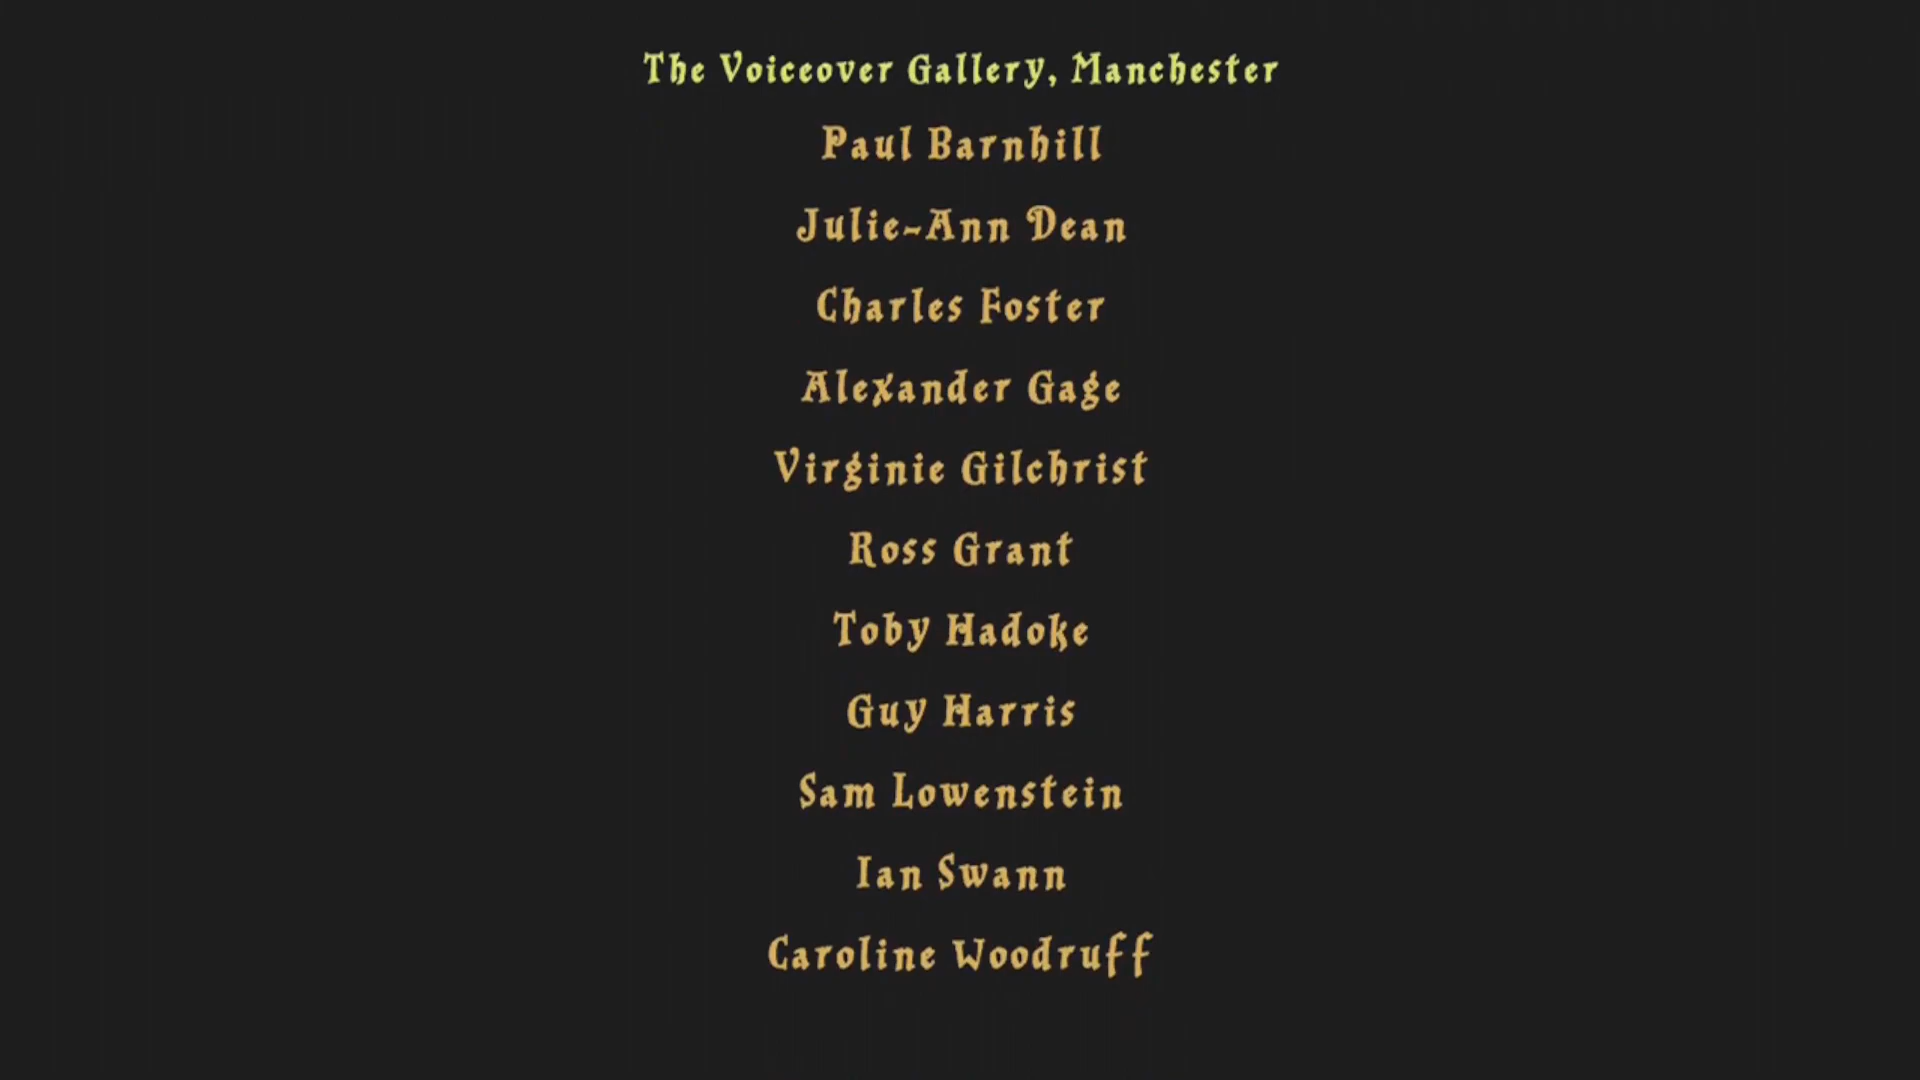 The Voiceover Gallery, Manchester
Paul Barnhill
Julie-Ann Dean
Charles Foster
Alexander Gage
Virginie Gilchrist
Ross Grant
Toby Hadoke
Guy Harris
Sam Lowenstein
Ian Swann
Caroline Woodruff